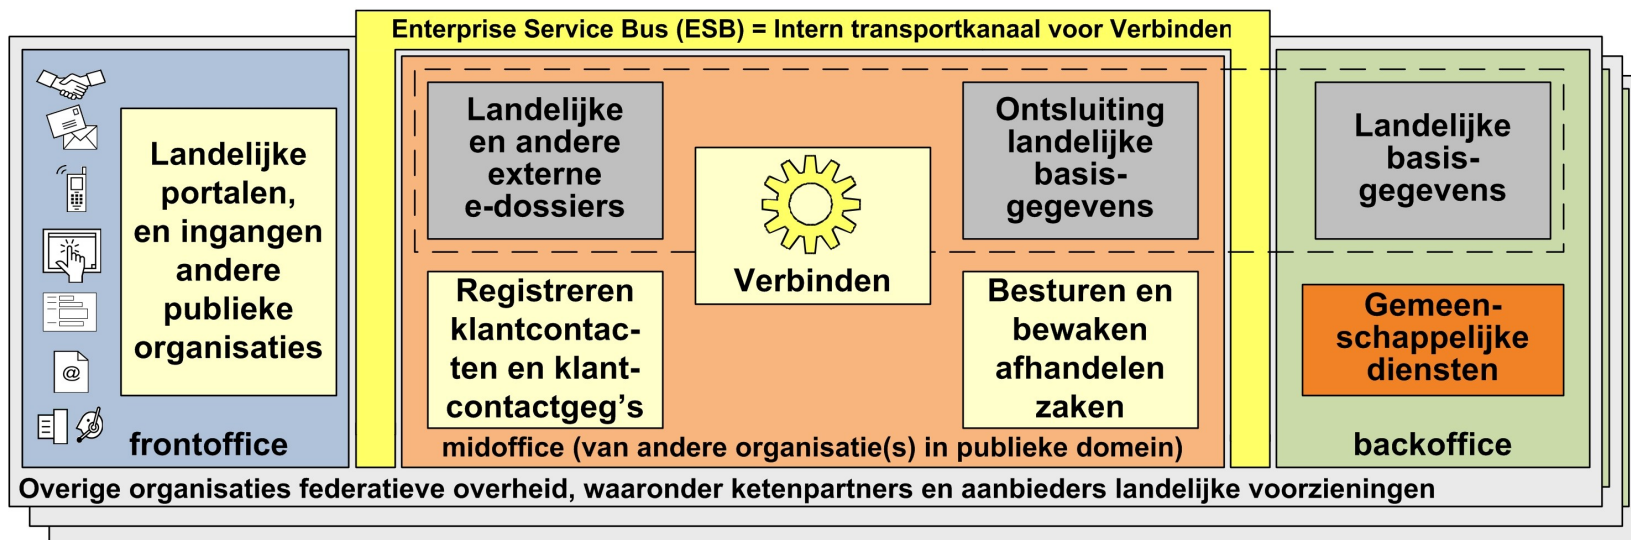 Enterprise Service Bus (ESB) = Intern transportkanaal voor Verbinden
Landelijke
portalen,
en ingangen
andere
publieke
organisaties
@
frontoffice
Landelijke
en andere
externe
e-dossiers
Ontsluiting
landelijke
basis-
gegevens
Verbinden
Registreren
klantcontac-
ten en klant-
contactgeg's
Besturen en
bewaken
afhandelen
zaken
midoffice (van andere organisatie(s) in publieke domein)
Landelijke
basis-
gegevens
Gemeen-
schappelijke
diensten
backoffice
Overige organisaties federatieve overheid, waaronder ketenpartners en aanbieders landelijke voorzieningen